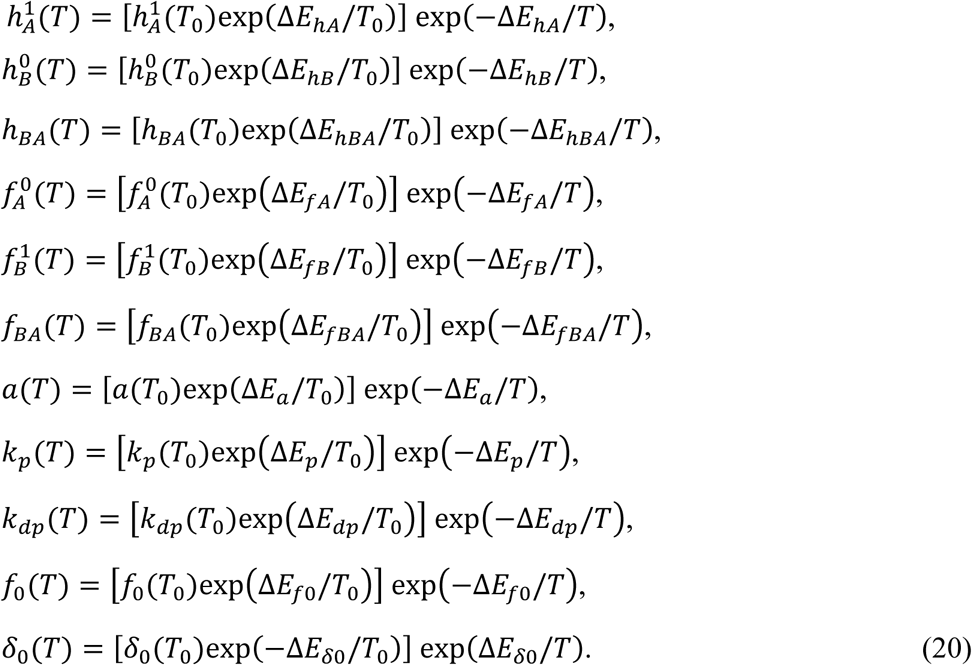 ℎ_A^1(T) = [ℎ_A^1(T_0)exp(ΔE_{hA}/T_0)] exp(−ΔE_{hA}/T),
ℎ_B^0(T) = [ℎ_B^0(T_0)exp(ΔE_{hB}/T_0)] exp(−ΔE_{hB}/T),
ℎ_{BA}(T) = [ℎ_{BA}(T_0)exp(ΔE_{hBA}/T_0)] exp(−ΔE_{hBA}/T),
f_A^0(T) = [f_A^0(T_0)exp(ΔE_{fA}/T_0)] exp(−ΔE_{fA}/T),
f_B^1(T) = [f_B^1(T_0)exp(ΔE_{fB}/T_0)] exp(−ΔE_{fB}/T),
f_{BA}(T) = [f_{BA}(T_0)exp(ΔE_{fBA}/T_0)] exp(−ΔE_{fBA}/T),
a(T) = [a(T_0)exp(ΔE_a/T_0)] exp(−ΔE_a/T),
k_p(T) = [k_p(T_0)exp(ΔE_p/T_0)] exp(−ΔE_p/T),
k_{dp}(T) = [k_{dp}(T_0)exp(ΔE_{dp}/T_0)] exp(−ΔE_{dp}/T),
f_0(T) = [f_0(T_0)exp(ΔE_{f0}/T_0)] exp(−ΔE_{f0}/T),
δ_0(T) = [δ_0(T_0)exp(−ΔE_{δ0}/T_0)] exp(ΔE_{δ0}/T). (20)